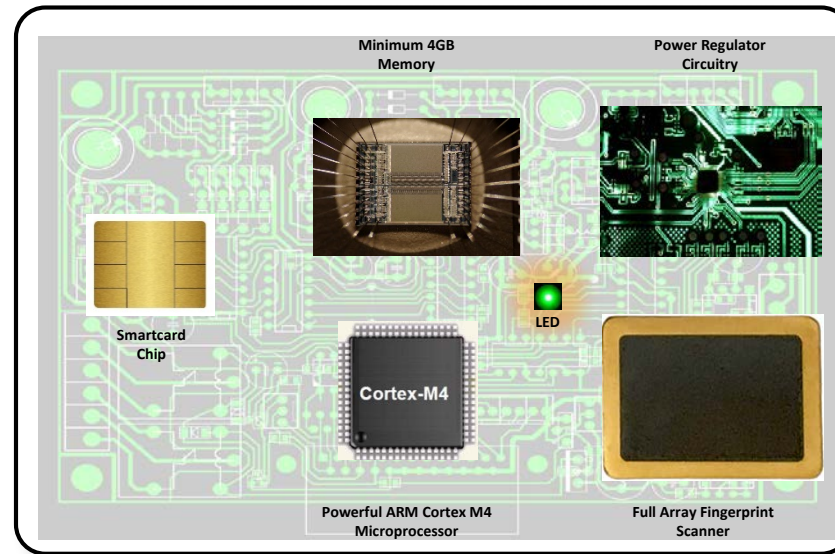 Minimum 4GB
Memory
Power Regulator
Circuitry
Smartcard
Chip
LED
Cortex-M4
Powerful ARM Cortex M4
Microprocessor
Full Array Fingerprint
Scanner